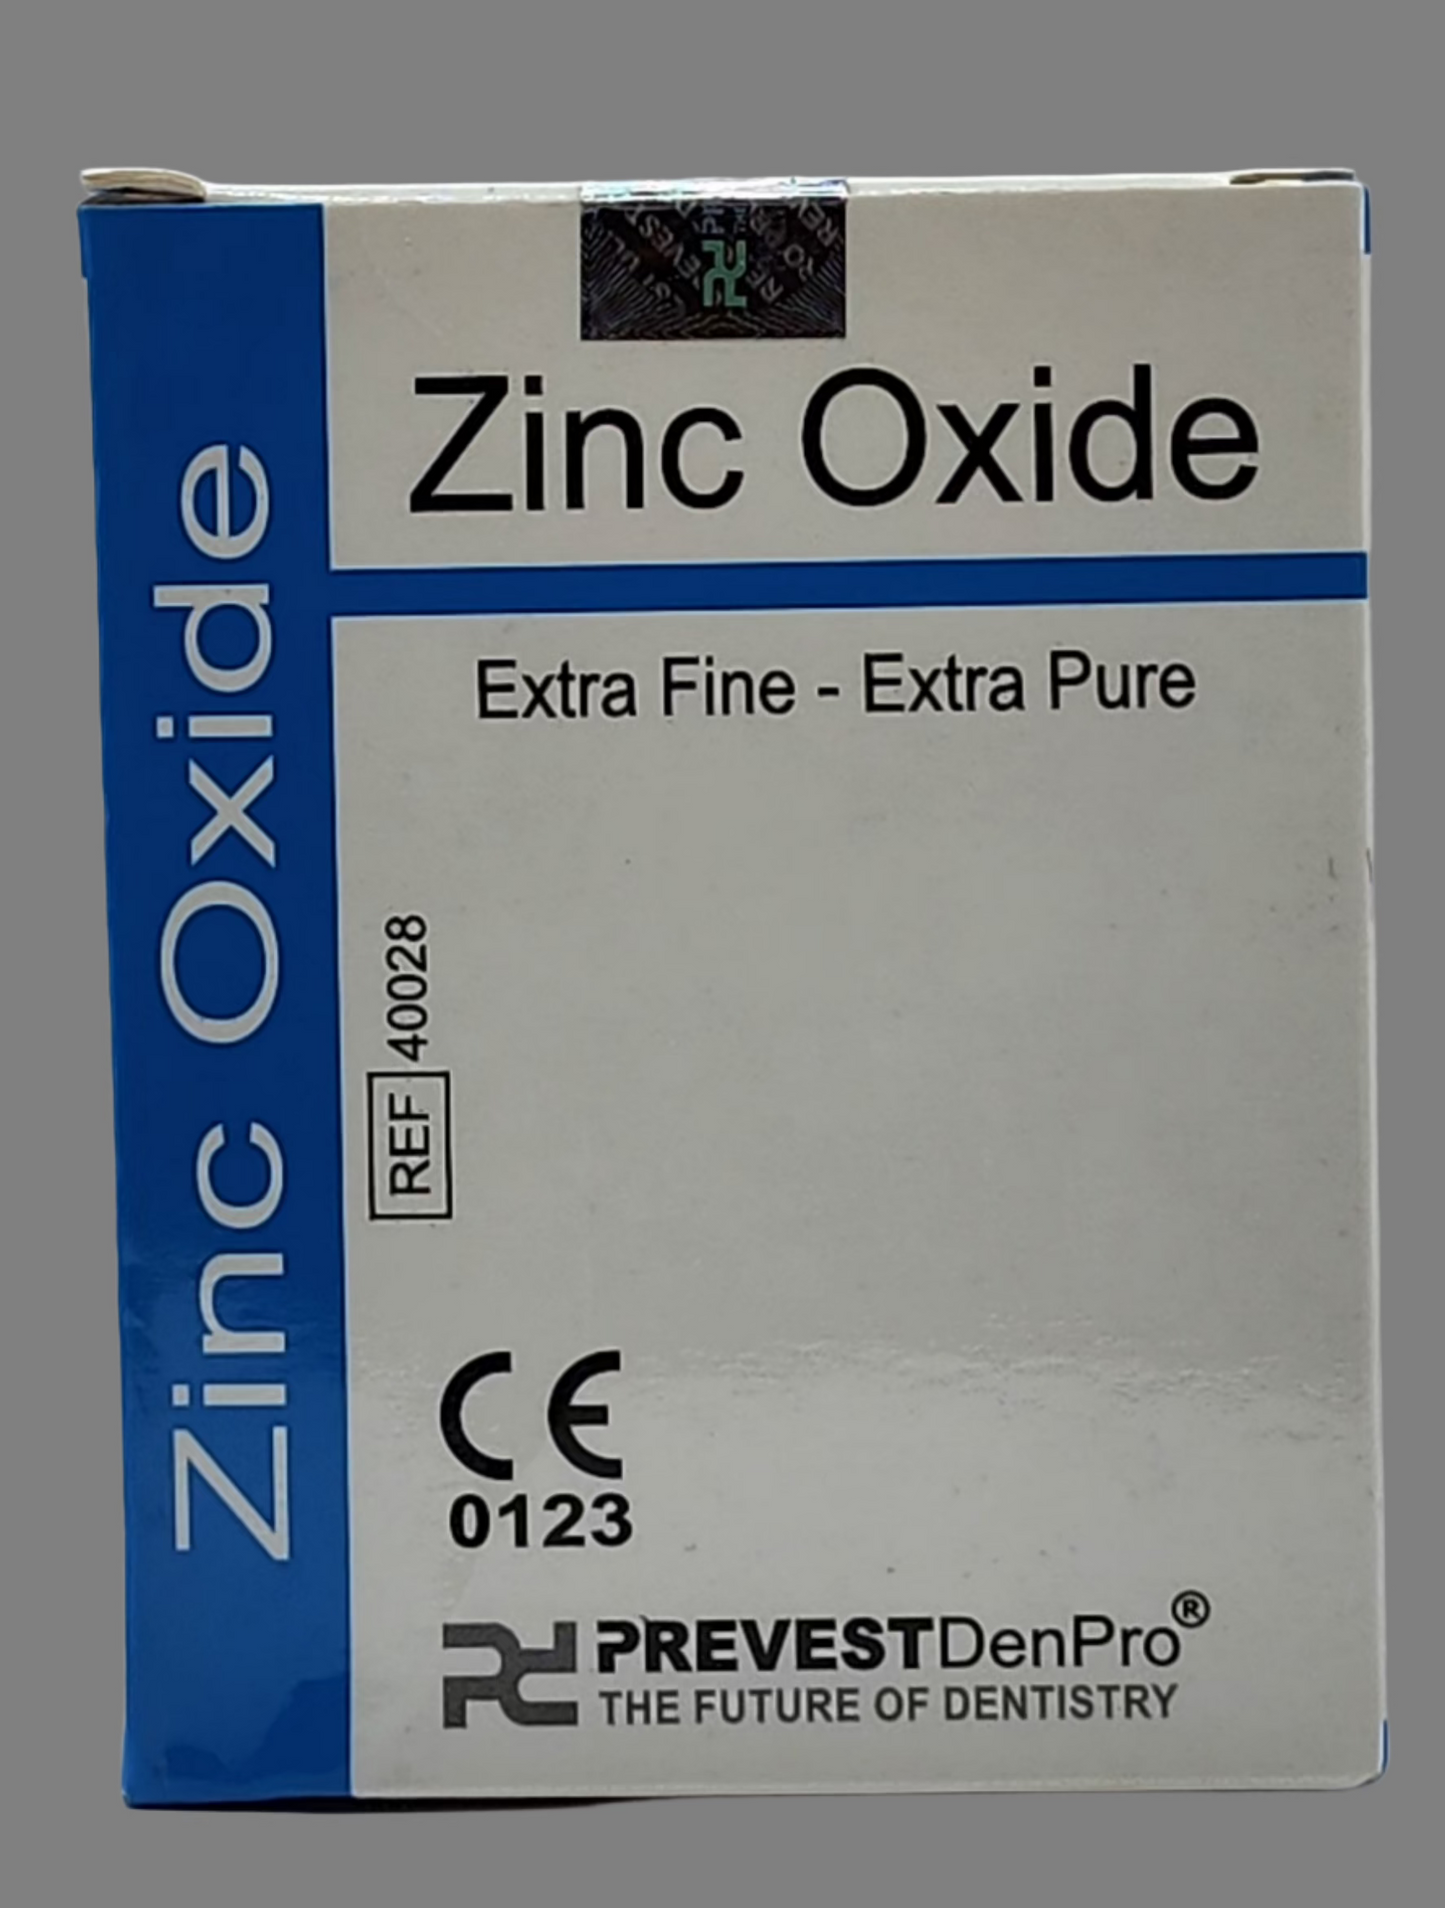 Zinc Oxide
Zinc Oxide
Extra Fine - Extra Pure
REF 40028
CE
0123
PREVESTDenPro®
THE FUTURE OF DENTISTRY